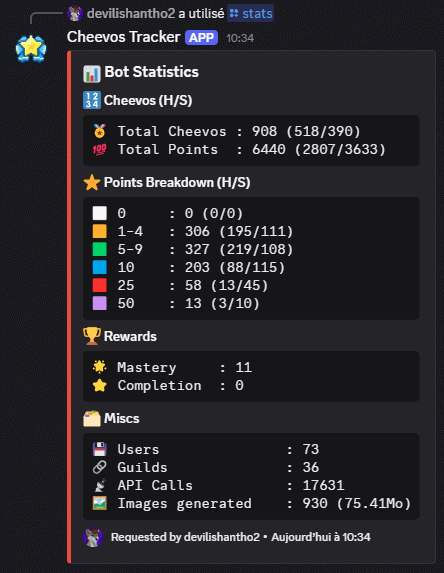 devilishantho2 a utilisé stats
Cheevos Tracker APP 10:34
Bot Statistics
1234 Cheevos (H/S)
Total Cheevos : 908 (518/390)
100 Total Points : 6440 (2807/3633)
Points Breakdown (H/S)
0 : 0 (0/0)
1-4 : 306 (195/111)
5-9 : 327 (219/108)
10 : 203 (88/115)
25 : 58 (13/45)
50 : 13 (3/10)
Rewards
Mastery : 11
Completion : 0
Miscs
Users : 73
Guilds : 36
API Calls : 17631
Images generated : 930 (75.41Mo)
Requested by devilishantho2 • Aujourd'hui à 10:34